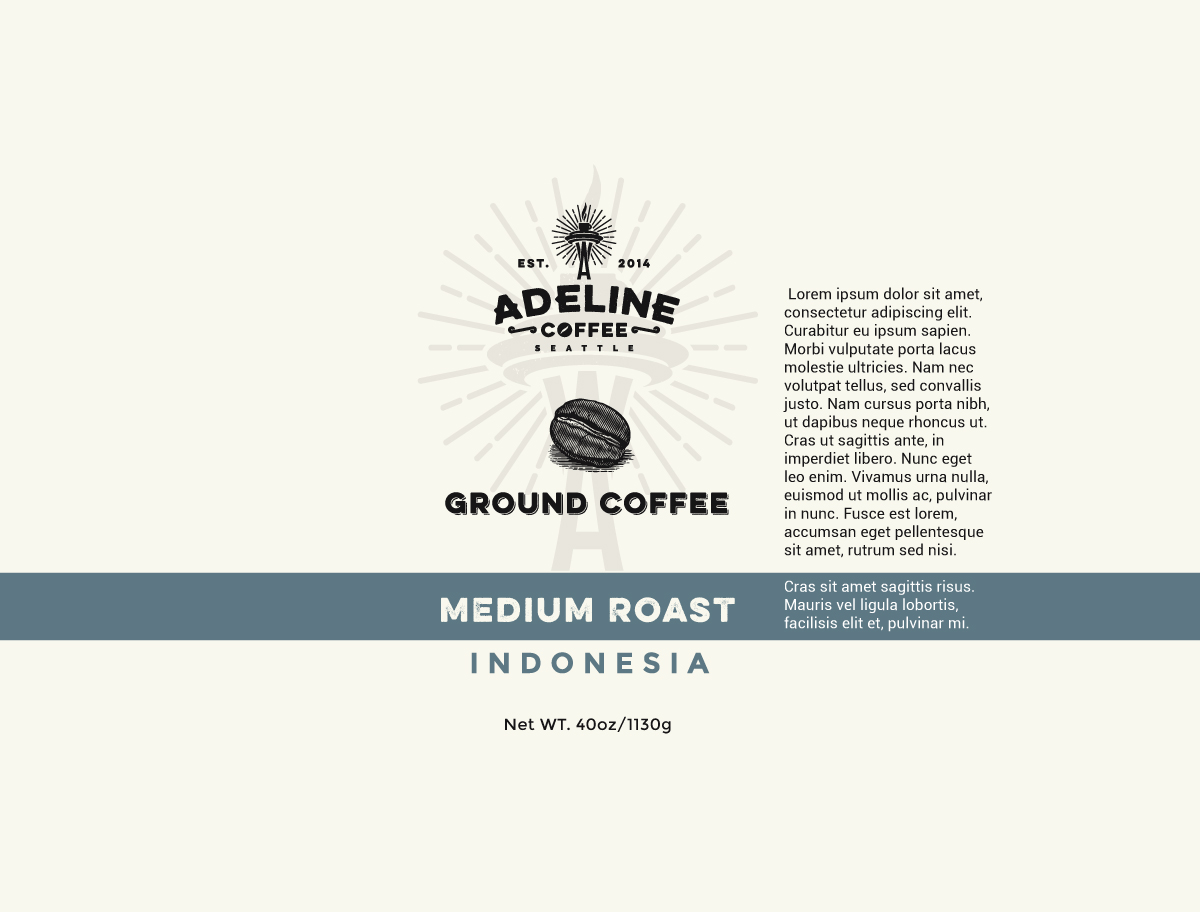 EST. 2014
ADELINE
COFFEE
SEATTLE
GROUND COFFEE
MEDIUM ROAST
INDONESIA
Net WT. 40oz/1130g
Lorem ipsum dolor sit amet,
consectetur adipiscing elit.
Curabitur eu ipsum sapien.
Morbi vulputate porta lacus
molestie ultricies. Nam nec
volutpat tellus, sed convallis
justo. Nam cursus porta nibh,
ut dapibus neque rhoncus ut.
Cras ut sagittis ante, in
imperdiet libero. Nunc eget
leo enim. Vivamus urna nulla,
euismod ut mollis ac, pulvinar
in nunc. Fusce est lorem,
accumsan eget pellentesque
sit amet, rutrum sed nisi.
Cras sit amet sagittis risus.
Mauris vel ligula lobortis,
facilisis elit et, pulvinar mi.